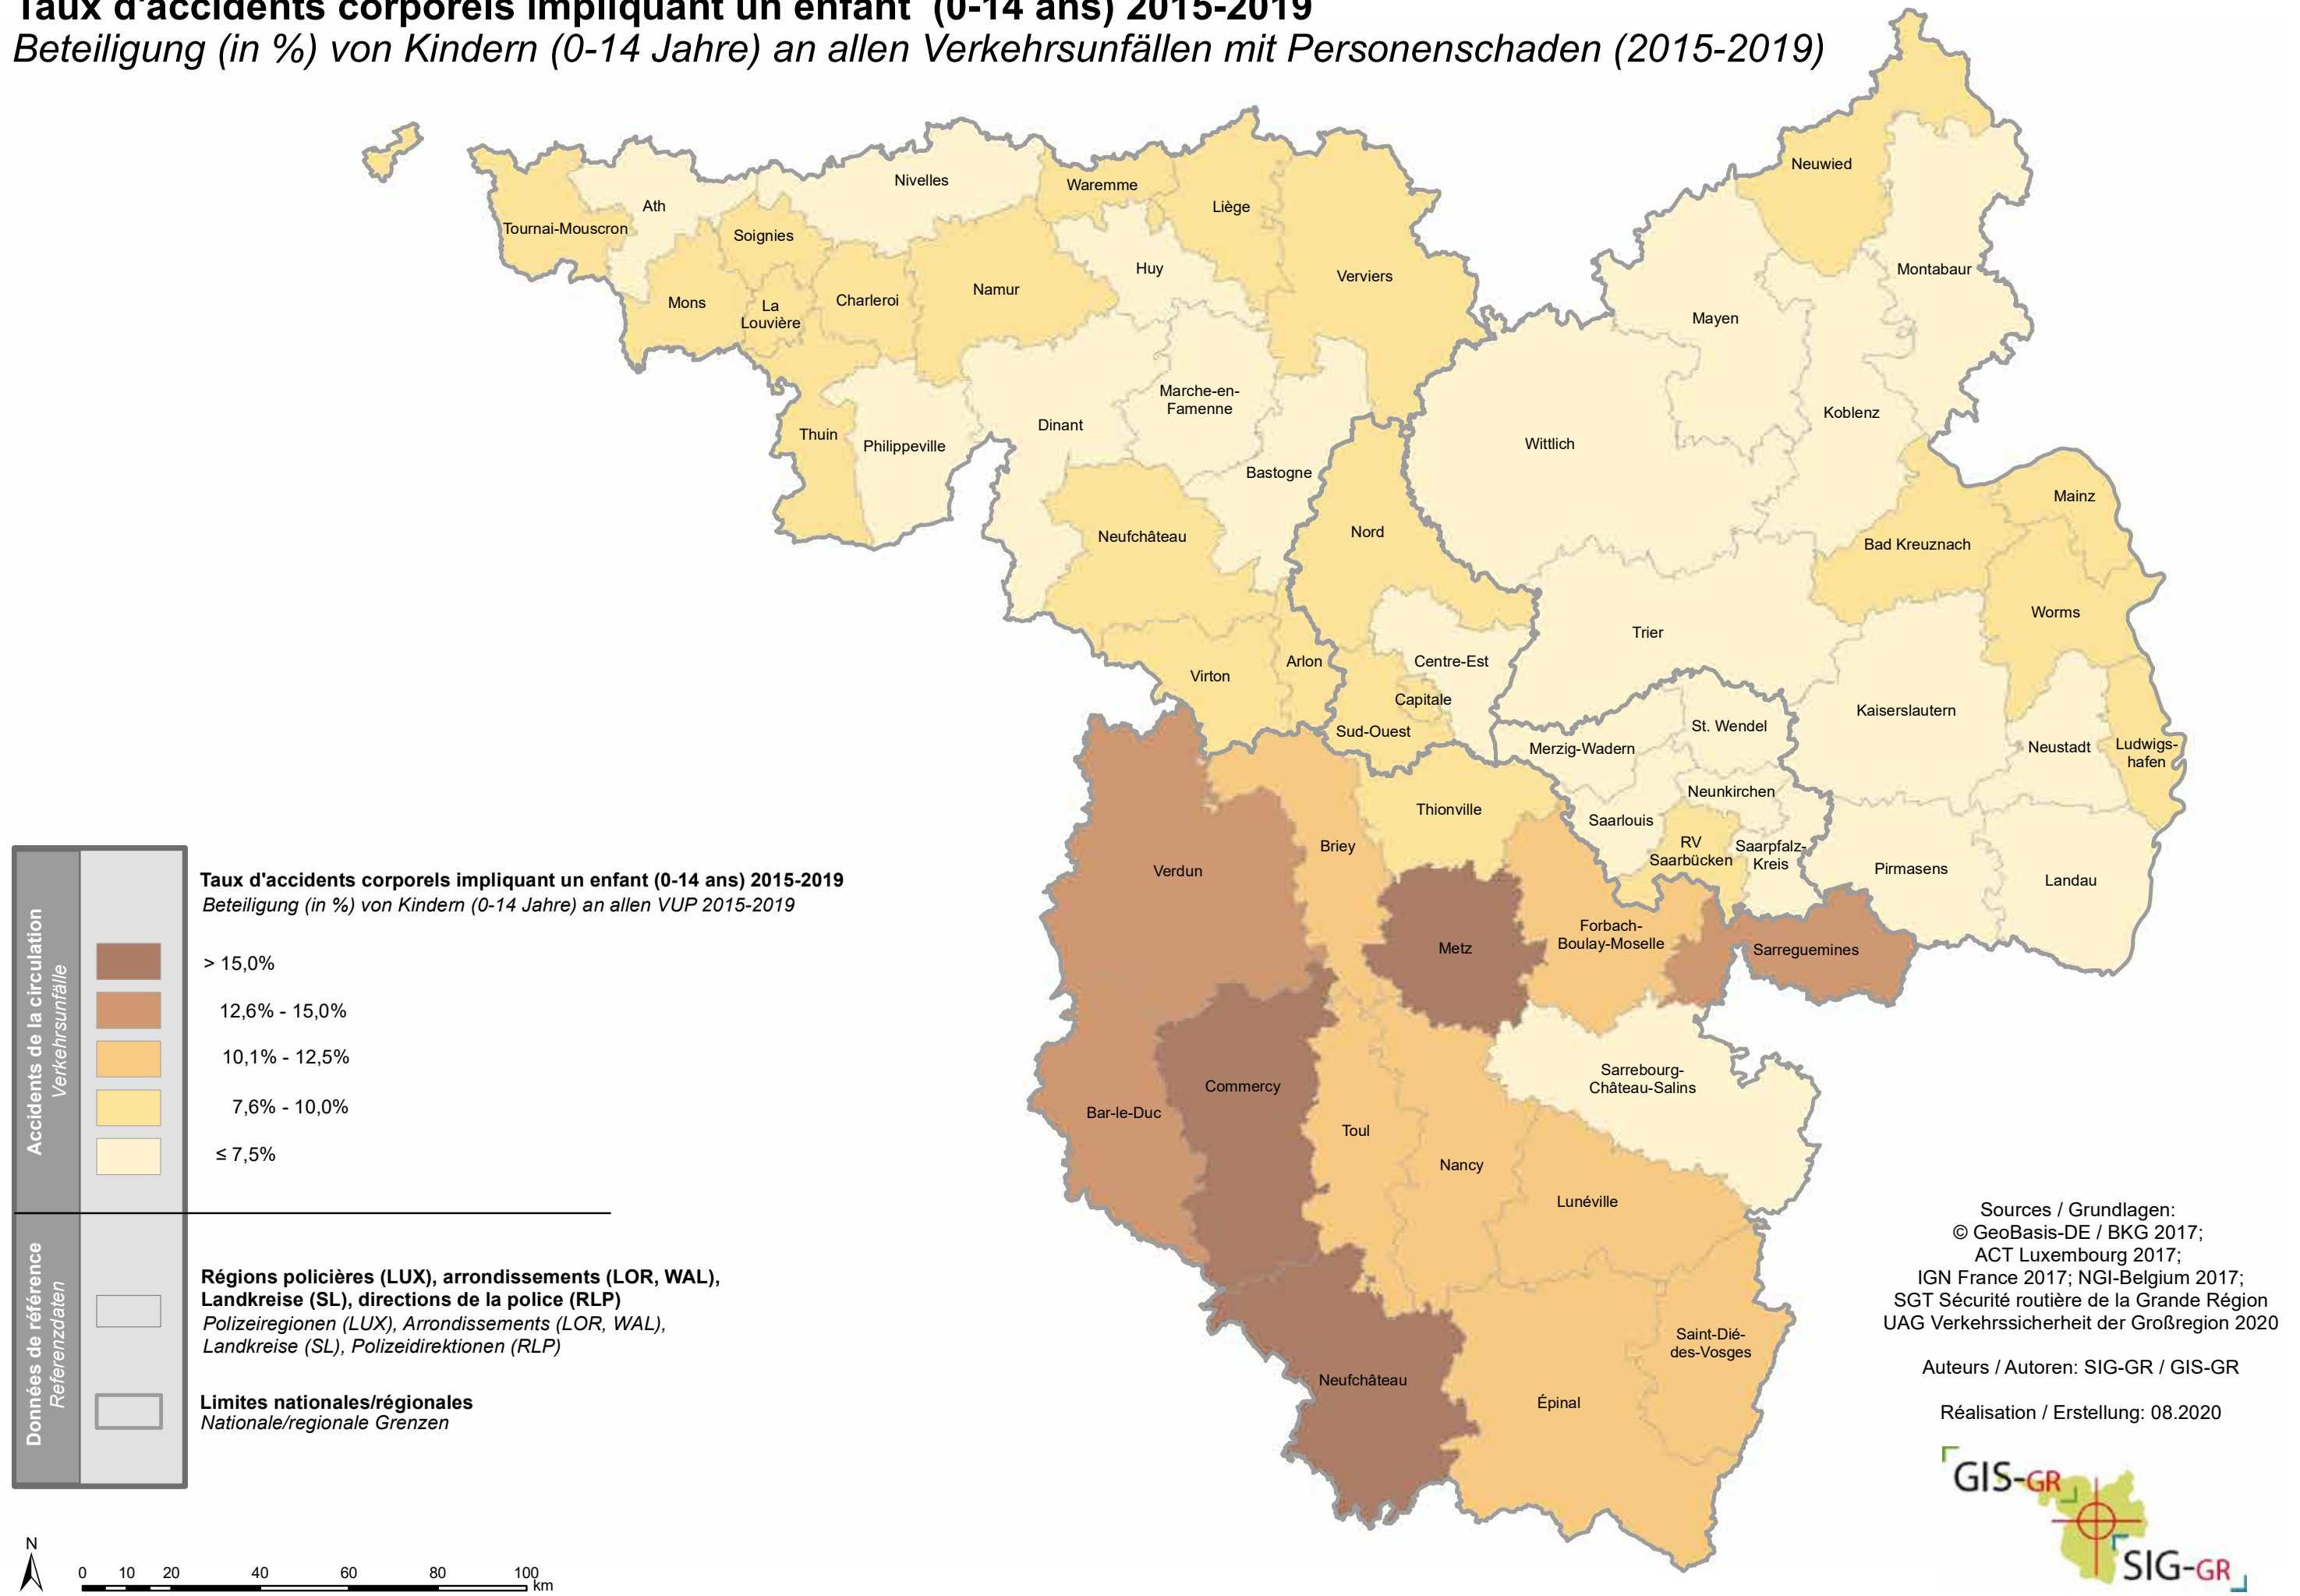 Taux d'accidents corporels impliquant un enfant (0-14 ans) 2015-2019
Beteiligung (in %) von Kindern (0-14 Jahre) an allen Verkehrsunfällen mit Personenschaden (2015-2019)
Neuwied
Nivelles
Waremme
Ath
Liège
Tournai-Mouscron
Soignies
Huy
Montabaur
Verviers
Namur
Mons
Charleroi
La
Louvière
Mayen
Marche-en-
Famenne
Koblenz
Dinant
Thuin
Philippeville
Wittlich
Bastogne
Mainz
Nord
Neufchâteau
Bad Kreuznach
Worms
Trier
Arlon
Centre-Est
Virton
Capitale
Kaiserslautern
St. Wendel
Sud-Ouest
Merzig-Wadern
Neustadt
Ludwigs-
hafen
Neunkirchen
Thionville
Saarlouis
Briey
RV
Saarbücken
Saarpfalz-
Kreis
Verdun
Pirmasens
Landau
Forbach-
Boulay-Moselle
Metz
Sarreguemines
Sarrebourg-
Château-Salins
Commercy
Bar-le-Duc
Toul
Nancy
Lunéville
Saint-Dié-
des-Vosges
Neufchâteau
Épinal
Accidents de la circulation
Verkehrsunfälle
Taux d'accidents corporels impliquant un enfant (0-14 ans) 2015-2019
Beteiligung (in %) von Kindern (0-14 Jahre) an allen VUP 2015-2019
> 15,0%
12,6% - 15,0%
10,1% - 12,5%
7,6% - 10,0%
≤ 7,5%
Données de référence
Referenzdaten
Régions policières (LUX), arrondissements (LOR, WAL),
Landkreise (SL), directions de la police (RLP)
Polizeiregionen (LUX), Arrondissements (LOR, WAL),
Landkreise (SL), Polizeidirektionen (RLP)
Limites nationales/régionales
Nationale/regionale Grenzen
N
0 10 20 40 60 80 100
km
Sources / Grundlagen:
© GeoBasis-DE / BKG 2017;
ACT Luxembourg 2017;
IGN France 2017; NGI-Belgium 2017;
SGT Sécurité routière de la Grande Région
UAG Verkehrssicherheit der Großregion 2020
Auteurs / Autoren: SIG-GR / GIS-GR
Réalisation / Erstellung: 08.2020
GIS-GR
SIG-GR